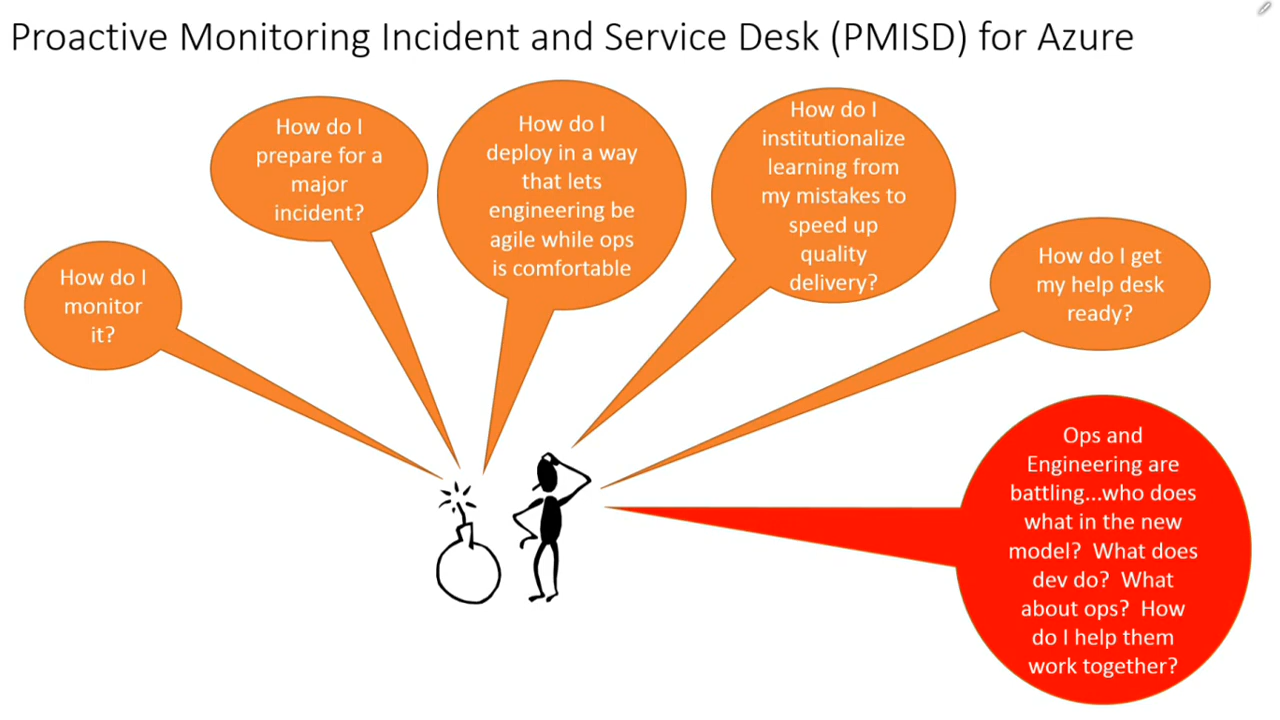 Proactive Monitoring Incident and Service Desk (PMISD) for Azure
How do I
monitor
it?
How do I
prepare for a
major
incident?
How do I
deploy in a way
that lets
engineering be
agile while ops
is comfortable
How do I
institutionalize
learning from
my mistakes to
speed up
quality
delivery?
How do I get
my help desk
ready?
Ops and
Engineering are
battling...who does
what in the new
model?  What does
dev do?  What
about ops?  How
do I help them
work together?